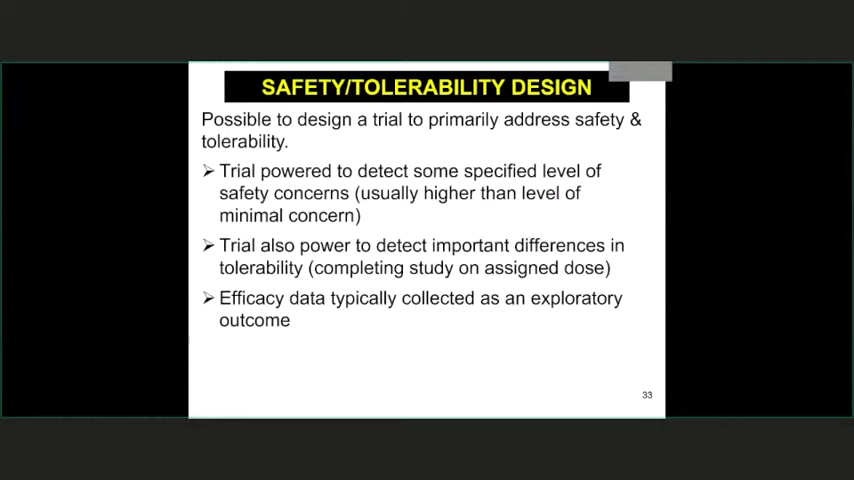 SAFETY/TOLERABILITY DESIGN
Possible to design a trial to primarily address safety &
tolerability.
➢ Trial powered to detect some specified level of
safety concerns (usually higher than level of
minimal concern)
➢ Trial also power to detect important differences in
tolerability (completing study on assigned dose)
➢ Efficacy data typically collected as an exploratory
outcome
33